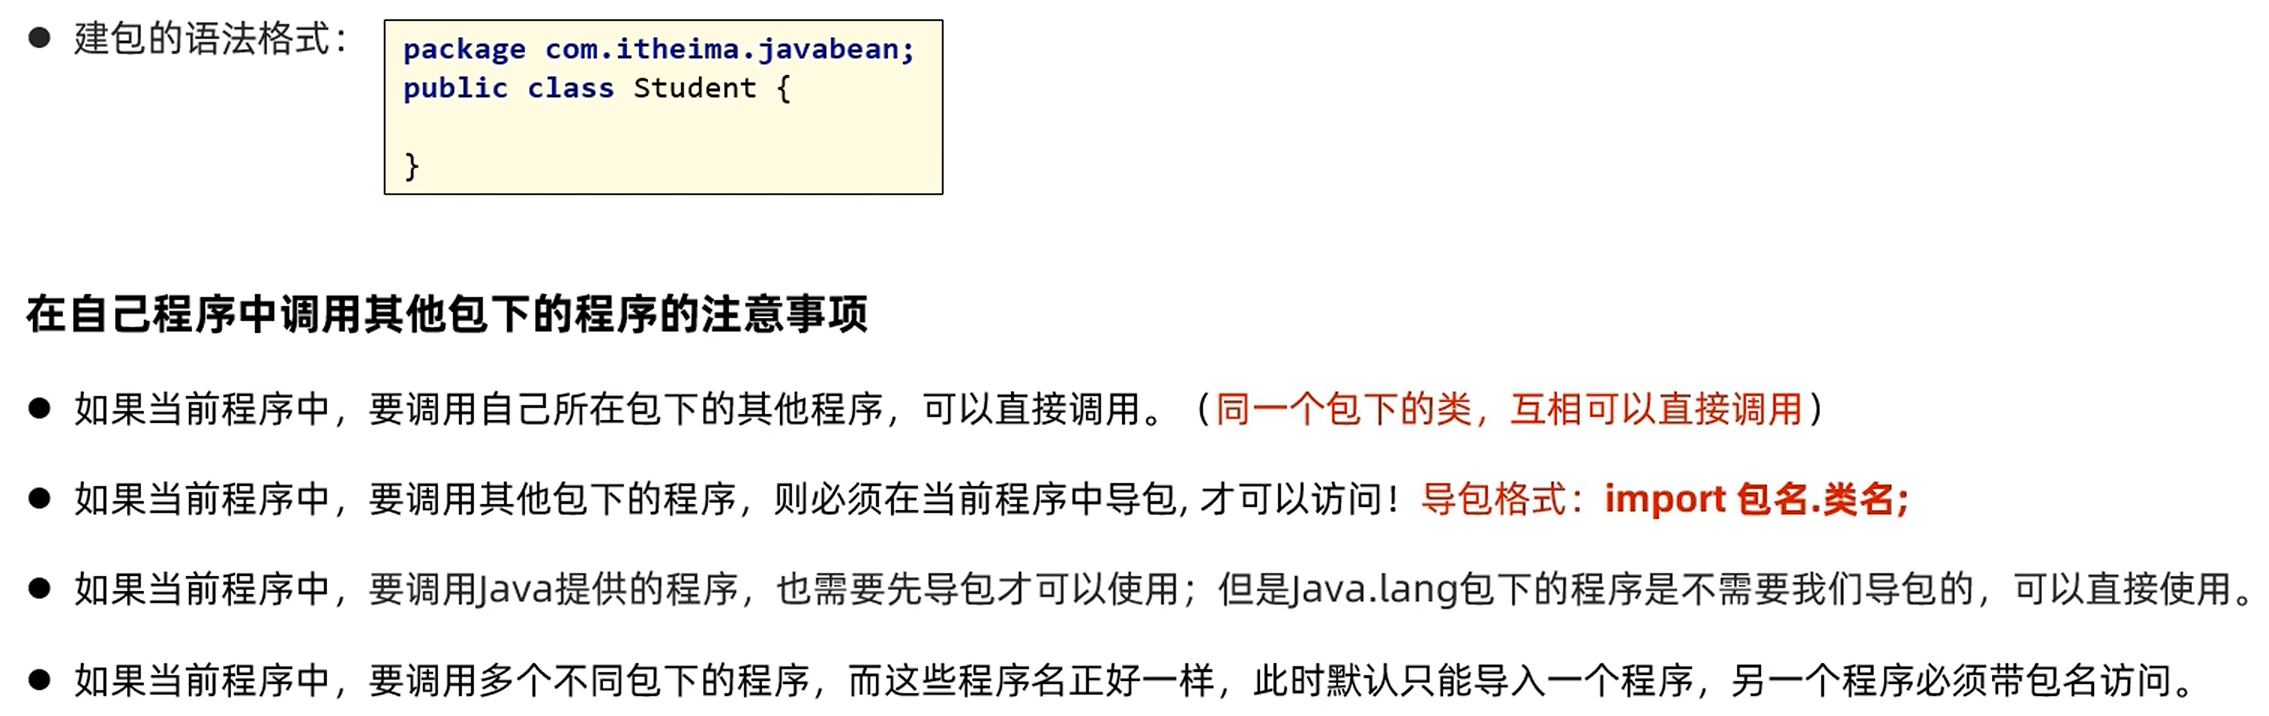 ● 建包的语法格式：
package com.itheima.javabean;
public class Student {
}
在自己程序中调用其他包下的程序的注意事项
● 如果当前程序中，要调用自己所在包下的其他程序，可以直接调用。（同一个包下的类，互相可以直接调用）
● 如果当前程序中，要调用其他包下的程序，则必须在当前程序中导包, 才可以访问！导包格式：import 包名.类名;
● 如果当前程序中，要调用Java提供的程序，也需要先导包才可以使用；但是Java.lang包下的程序是不需要我们导包的，可以直接使用。
● 如果当前程序中，要调用多个不同包下的程序，而这些程序名正好一样，此时默认只能导入一个程序，另一个程序必须带包名访问。